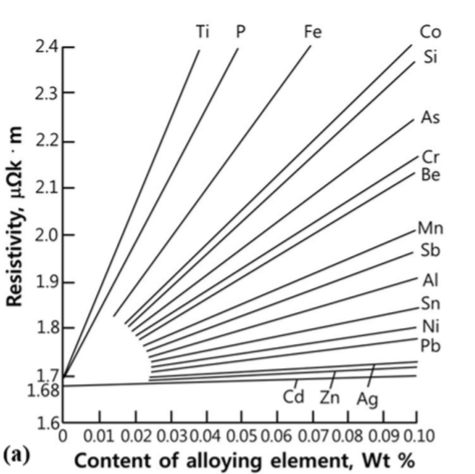 Ti P Fe Co
Si
As
Cr
Be
Mn
Sb
Al
Sn
Ni
Pb
Cd Zn Ag
Resistivity, μΩk · m
2.4
2.3
2.2
2.1
2.0
1.9
1.8
1.7
1.68
1.6
0 0.01 0.02 0.03 0.04 0.05 0.06 0.07 0.08 0.09 0.10
(a) Content of alloying element, Wt %